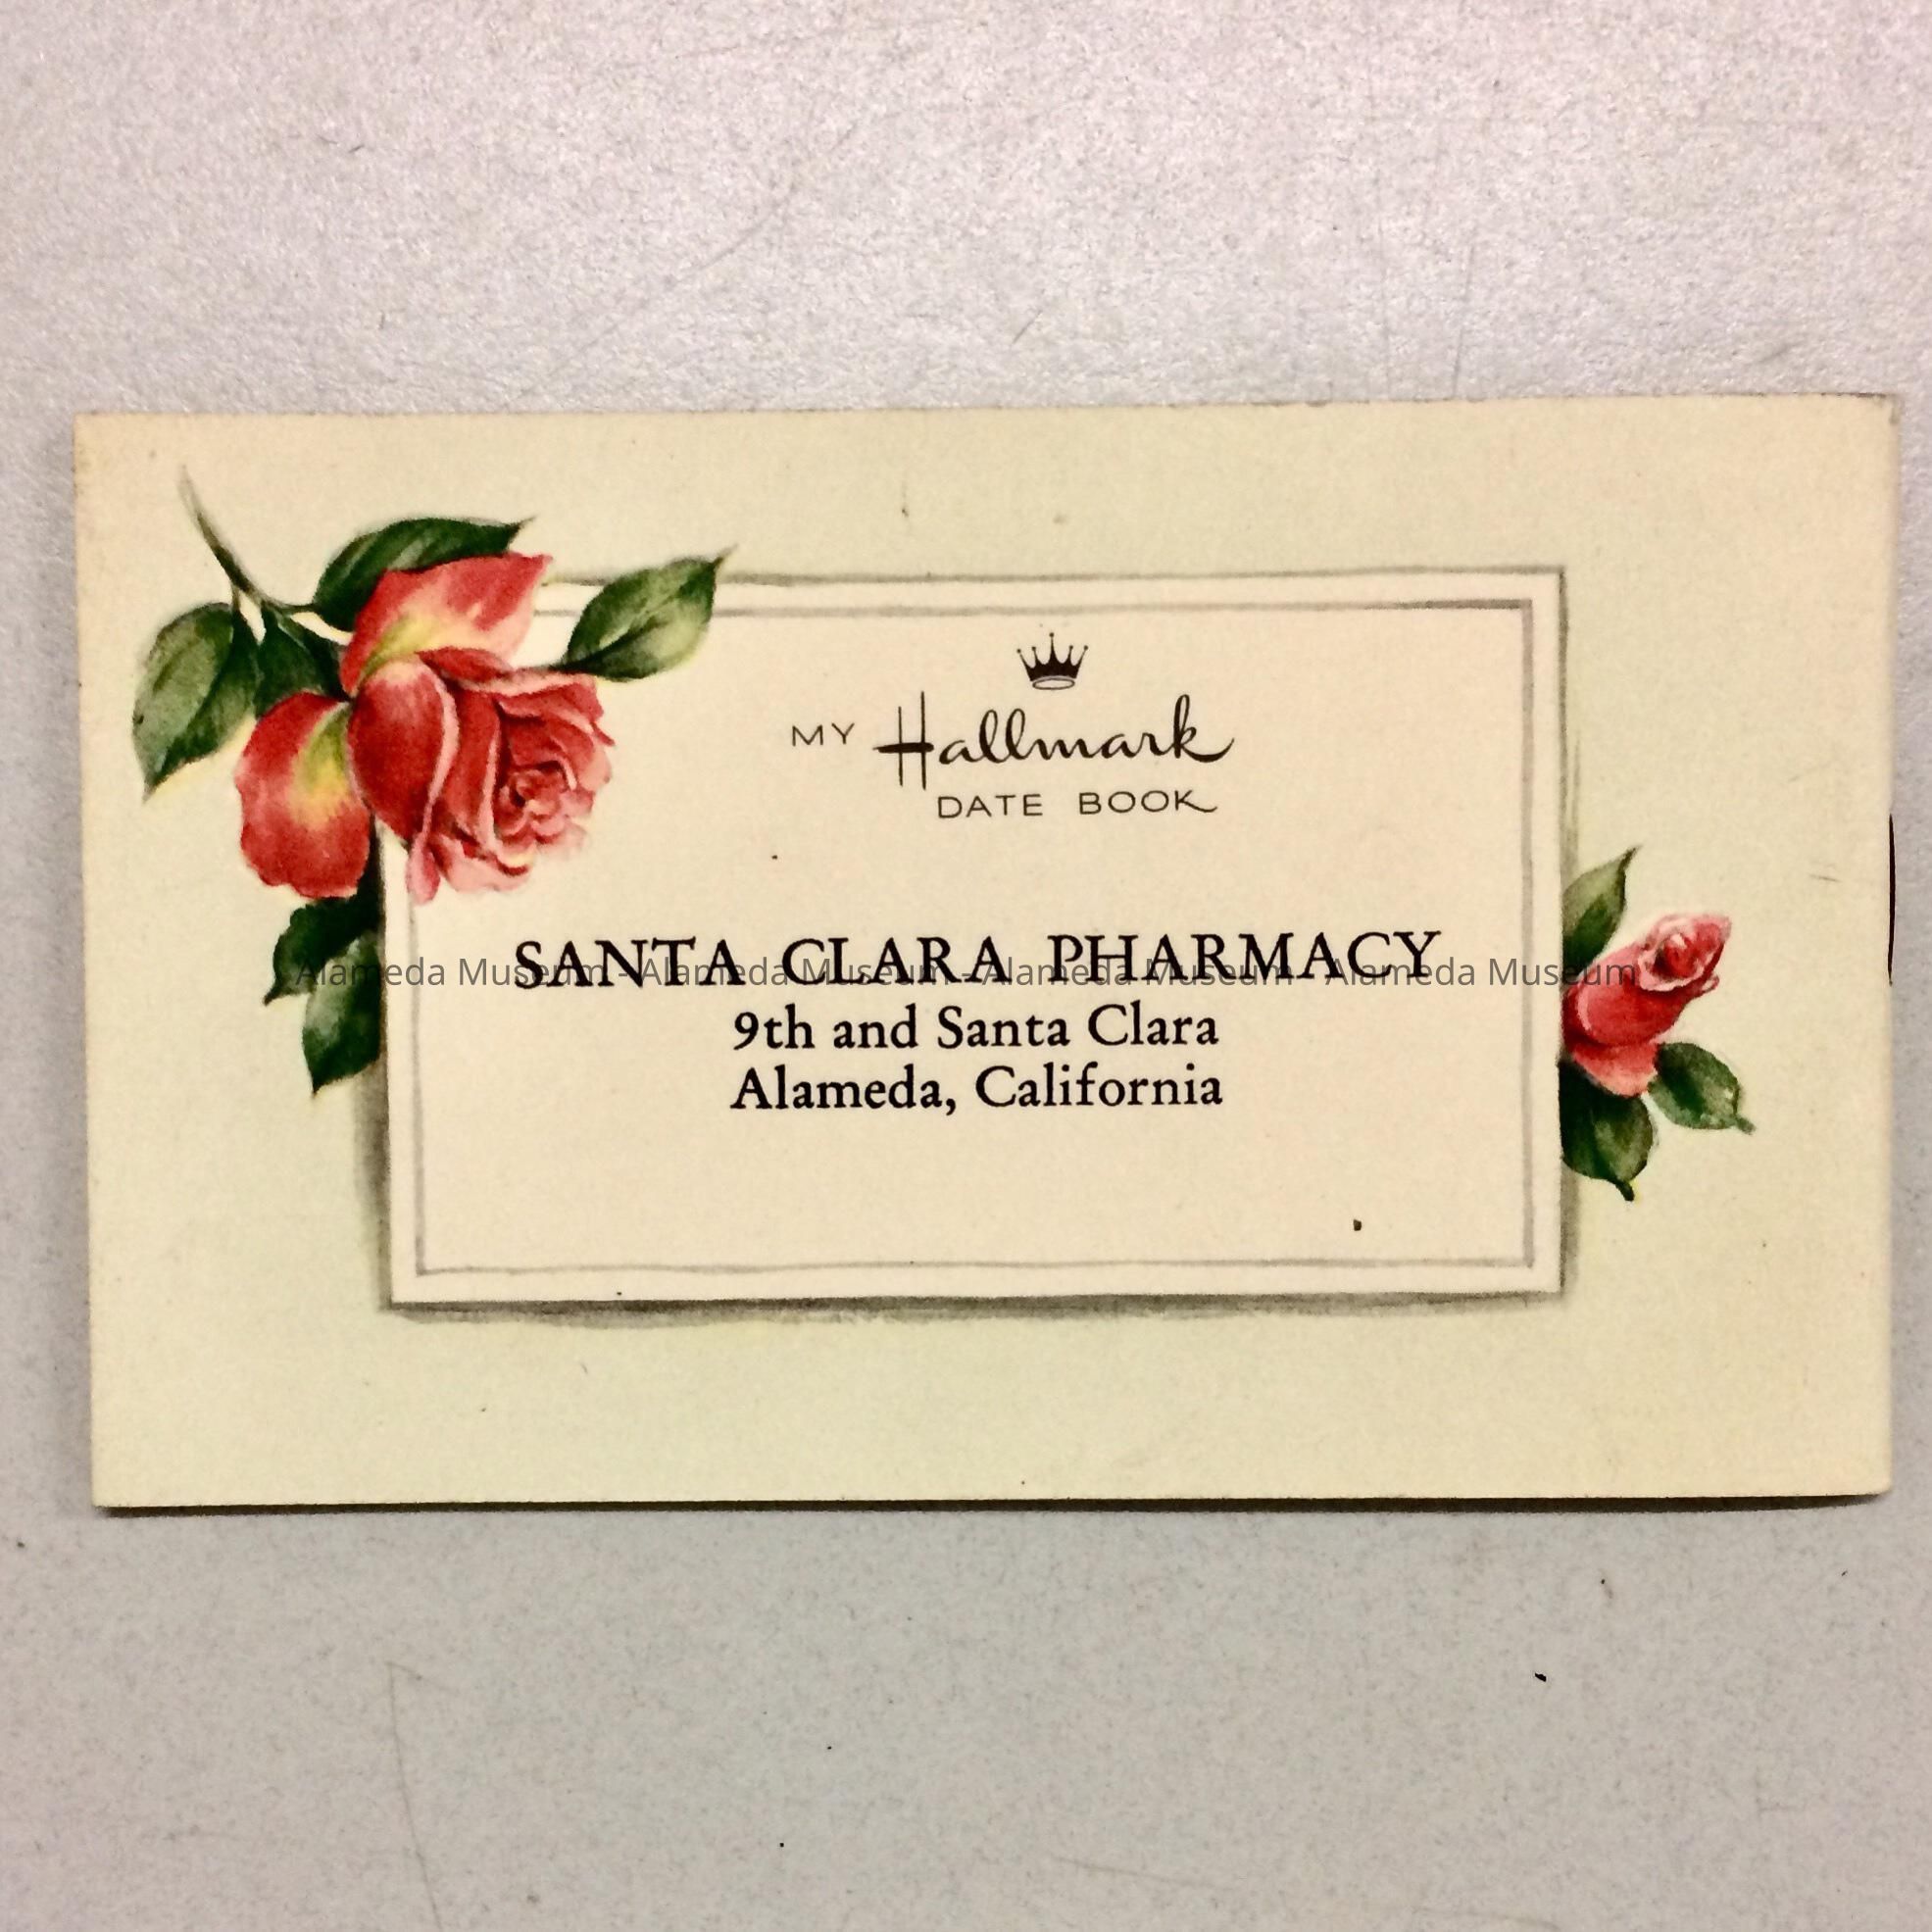 MY Hallmark
DATE BOOK
SANTA CLARA PHARMACY
Alameda Museum - Alameda Museum - Alameda Museum - Alameda Museum
9th and Santa Clara
Alameda, California